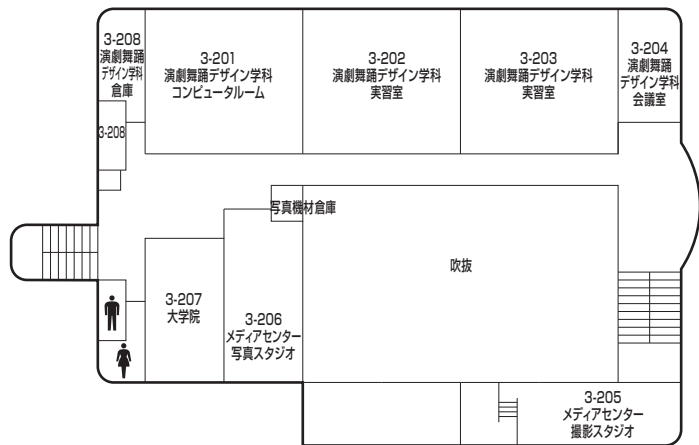 3-208
演劇舞踊
デザイン学科
倉庫
3-201
演劇舞踊デザイン学科
コンピュータルーム
3-202
演劇舞踊デザイン学科
実習室
3-203
演劇舞踊デザイン学科
実習室
3-204
演劇舞踊
デザイン学科
会議室
3-208
写真機材倉庫
吹抜
3-207
大学院
3-206
メディアセンター
写真スタジオ
3-205
メディアセンター
撮影スタジオ